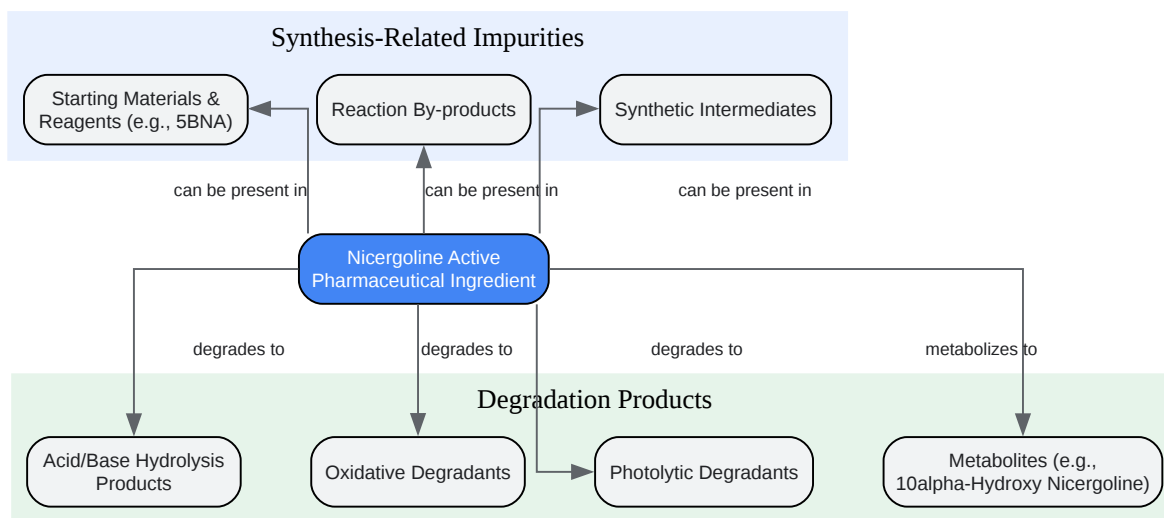 Synthesis-Related Impurities
Starting Materials &
Reagents (e.g., 5BNA)
Reaction By-products
Synthetic Intermediates
can be present in
can be present in
can be present in
Nicergoline Active
Pharmaceutical Ingredient
degrades to
degrades to
degrades to
metabolizes to
Degradation Products
Acid/Base Hydrolysis
Products
Oxidative Degradants
Photolytic Degradants
Metabolites (e.g.,
10alpha-Hydroxy Nicergoline)